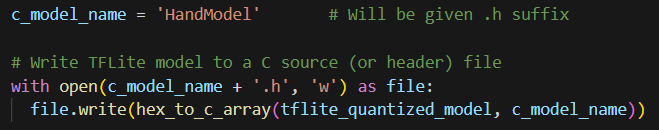 c_model_name = 'HandModel'       # Will be given .h suffix
# Write TFLite model to a C source (or header) file
with open(c_model_name + '.h', 'w') as file:
  file.write(hex_to_c_array(tflite_quantized_model, c_model_name))